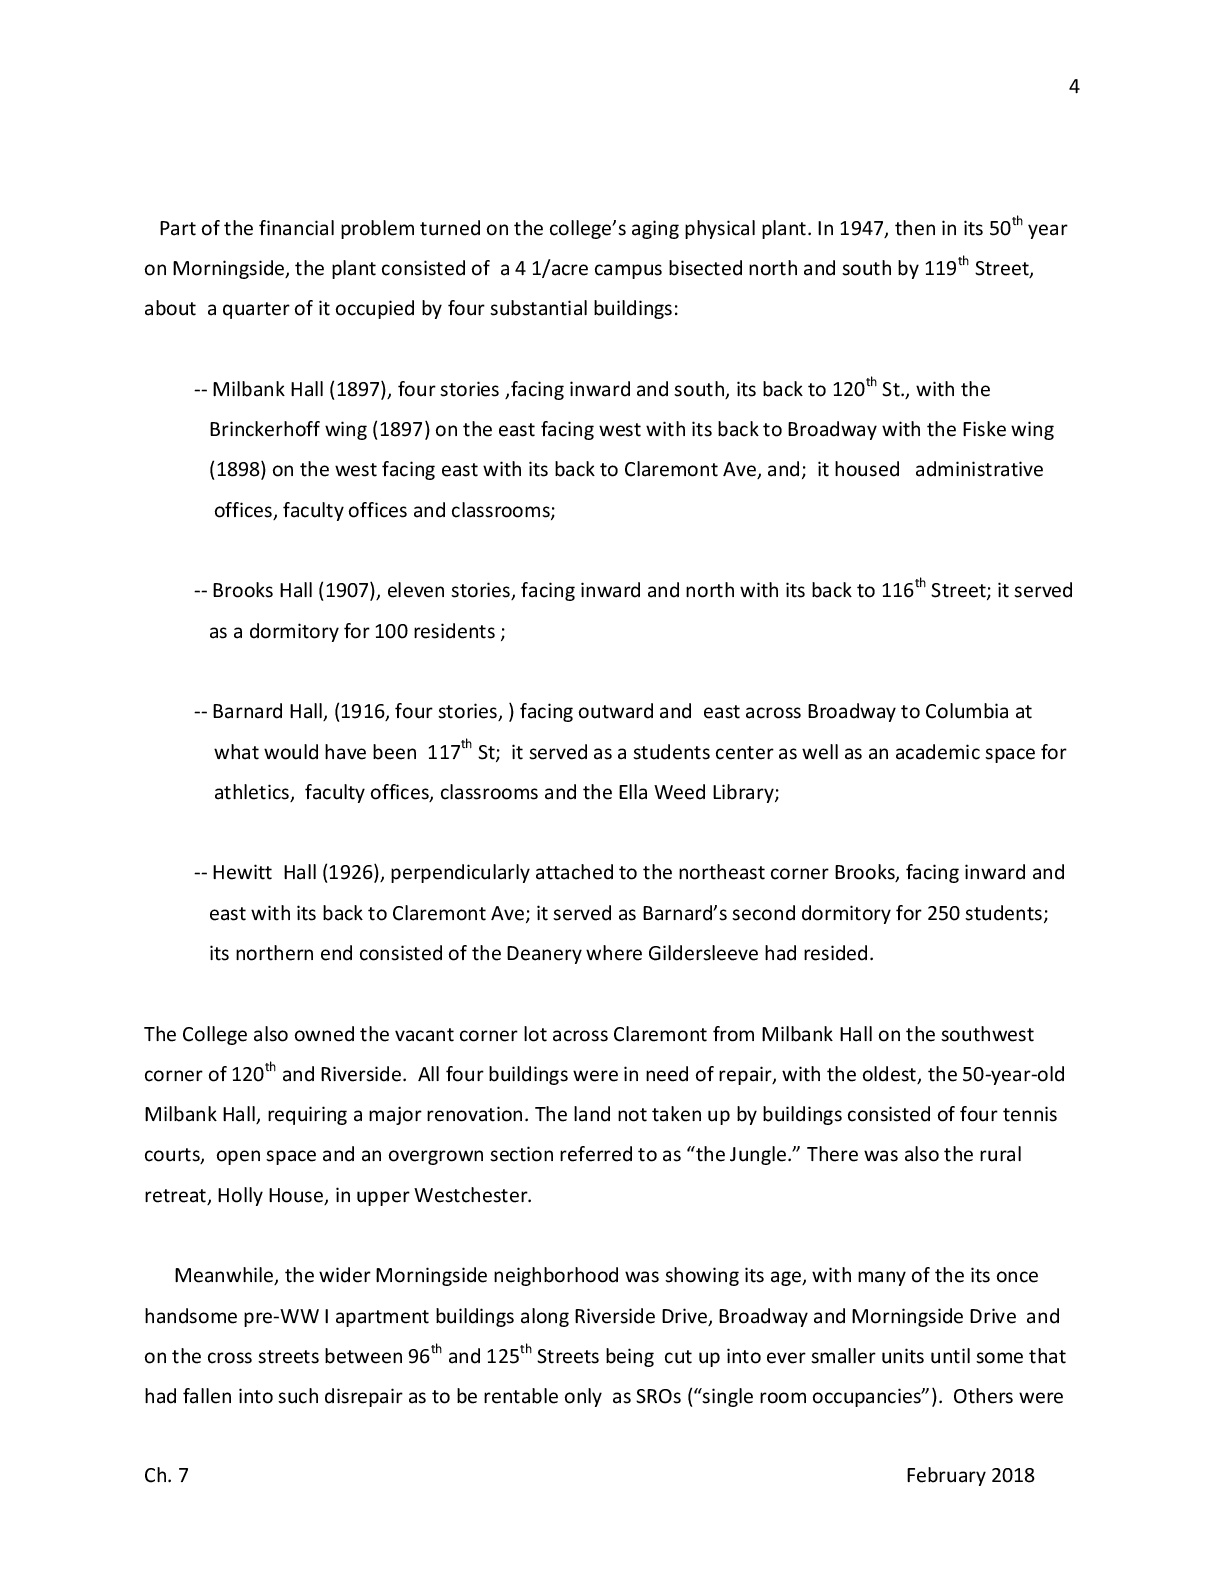 4
Part of the financial problem turned on the college’s aging physical plant. In 1947, then in its 50th year
on Morningside, the plant consisted of  a 4 1/acre campus bisected north and south by 119th Street,
about  a quarter of it occupied by four substantial buildings:
-- Milbank Hall (1897), four stories ,facing inward and south, its back to 120th St., with the
Brinckerhoff wing (1897) on the east facing west with its back to Broadway with the Fiske wing
(1898) on the west facing east with its back to Claremont Ave, and;  it housed   administrative
offices, faculty offices and classrooms;
-- Brooks Hall (1907), eleven stories, facing inward and north with its back to 116th Street; it served
as a dormitory for 100 residents ;
-- Barnard Hall, (1916, four stories, ) facing outward and  east across Broadway to Columbia at
what would have been  117th St;  it served as a students center as well as an academic space for
athletics,  faculty offices, classrooms and the Ella Weed Library;
-- Hewitt  Hall (1926), perpendicularly attached to the northeast corner Brooks, facing inward and
east with its back to Claremont Ave; it served as Barnard’s second dormitory for 250 students;
its northern end consisted of the Deanery where Gildersleeve had resided.
The College also owned the vacant corner lot across Claremont from Milbank Hall on the southwest
corner of 120th and Riverside.  All four buildings were in need of repair, with the oldest, the 50-year-old
Milbank Hall, requiring a major renovation. The land not taken up by buildings consisted of four tennis
courts,  open space and an overgrown section referred to as “the Jungle.” There was also the rural
retreat, Holly House, in upper Westchester.
Meanwhile, the wider Morningside neighborhood was showing its age, with many of the its once
handsome pre-WW I apartment buildings along Riverside Drive, Broadway and Morningside Drive  and
on the cross streets between 96th and 125th Streets being  cut up into ever smaller units until some that
had fallen into such disrepair as to be rentable only  as SROs (“single room occupancies”).  Others were
Ch. 7 February 2018